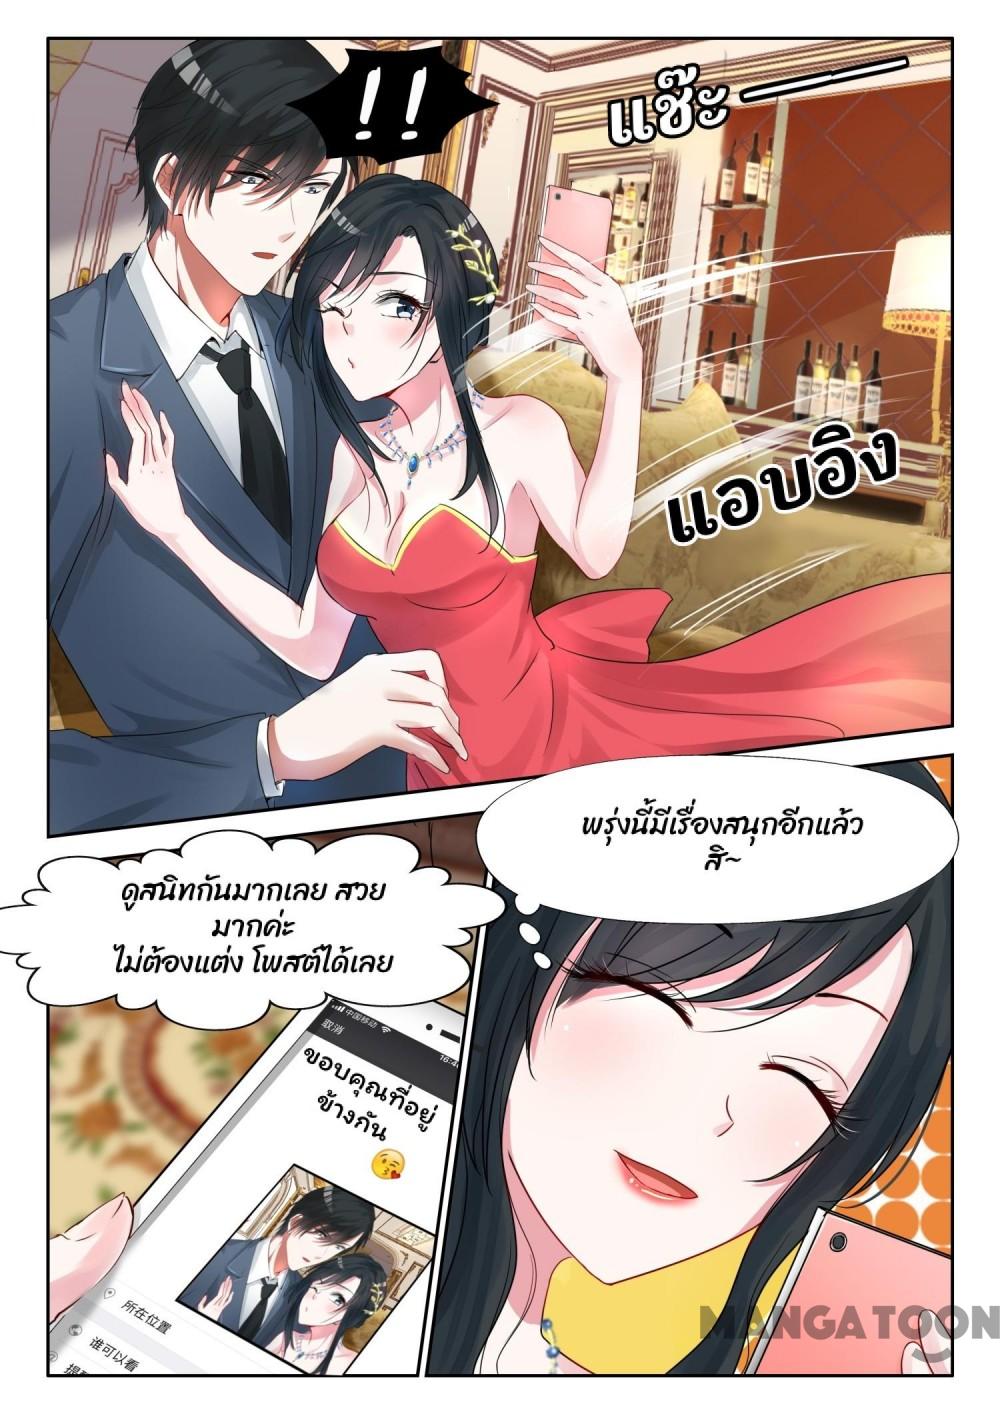 !!
แช๊ะ
แอบอิง
พรุ่งนี้มีเรื่องสนุกอีกแล้ว
สิ~
ดูสนิทกันมากเลย สวย
มากค่ะ
ไม่ต้องแต่ง โพสต์ได้เลย
中国移动
取消
ขอบคุณที่อยู่
ข้างกัน
所在位置
谁可以看
MANGATOON